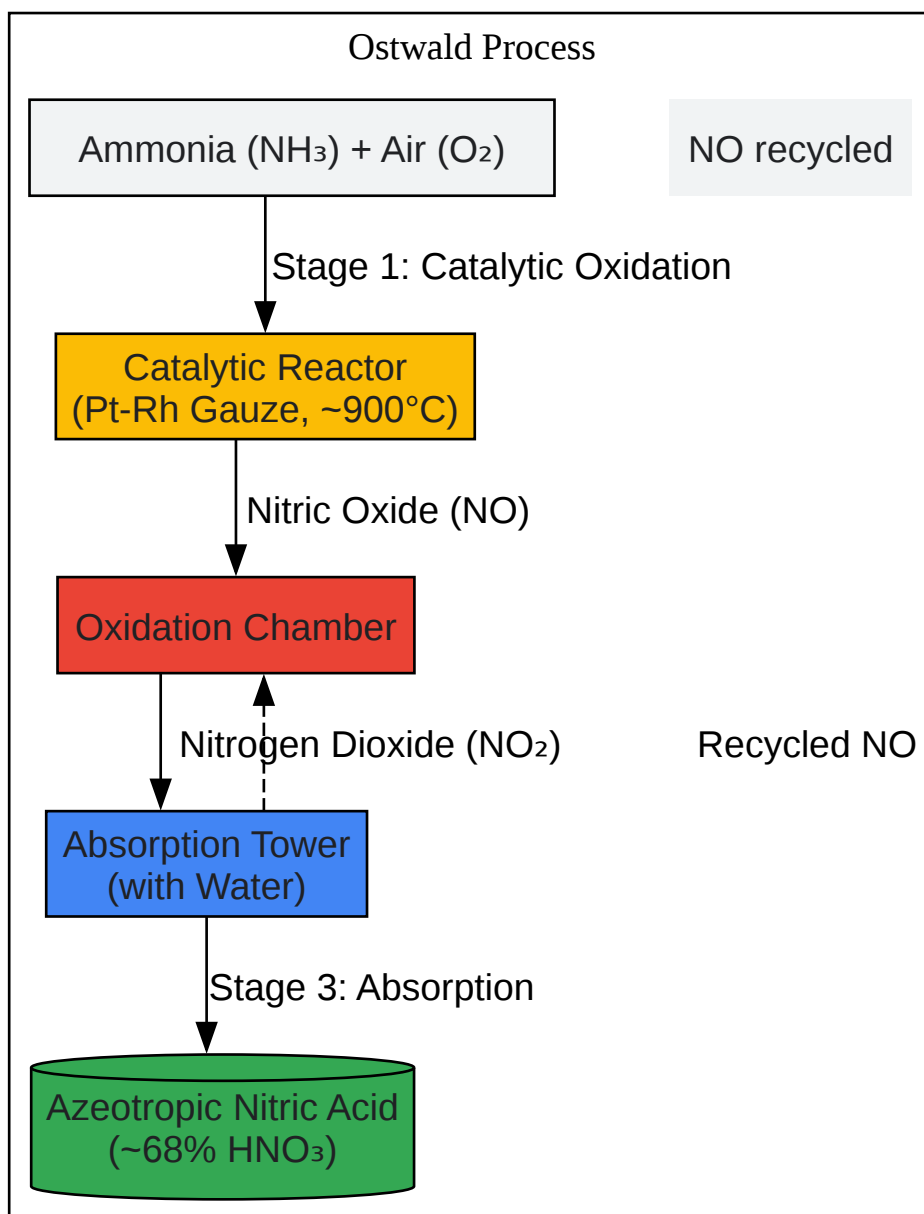 Ostwald Process
Ammonia (NH₃) + Air (O₂)
NO recycled
Stage 1: Catalytic Oxidation
Catalytic Reactor
(Pt-Rh Gauze, ~900°C)
Nitric Oxide (NO)
Oxidation Chamber
Nitrogen Dioxide (NO₂)
Recycled NO
Absorption Tower
(with Water)
Stage 3: Absorption
Azeotropic Nitric Acid
(~68% HNO₃)